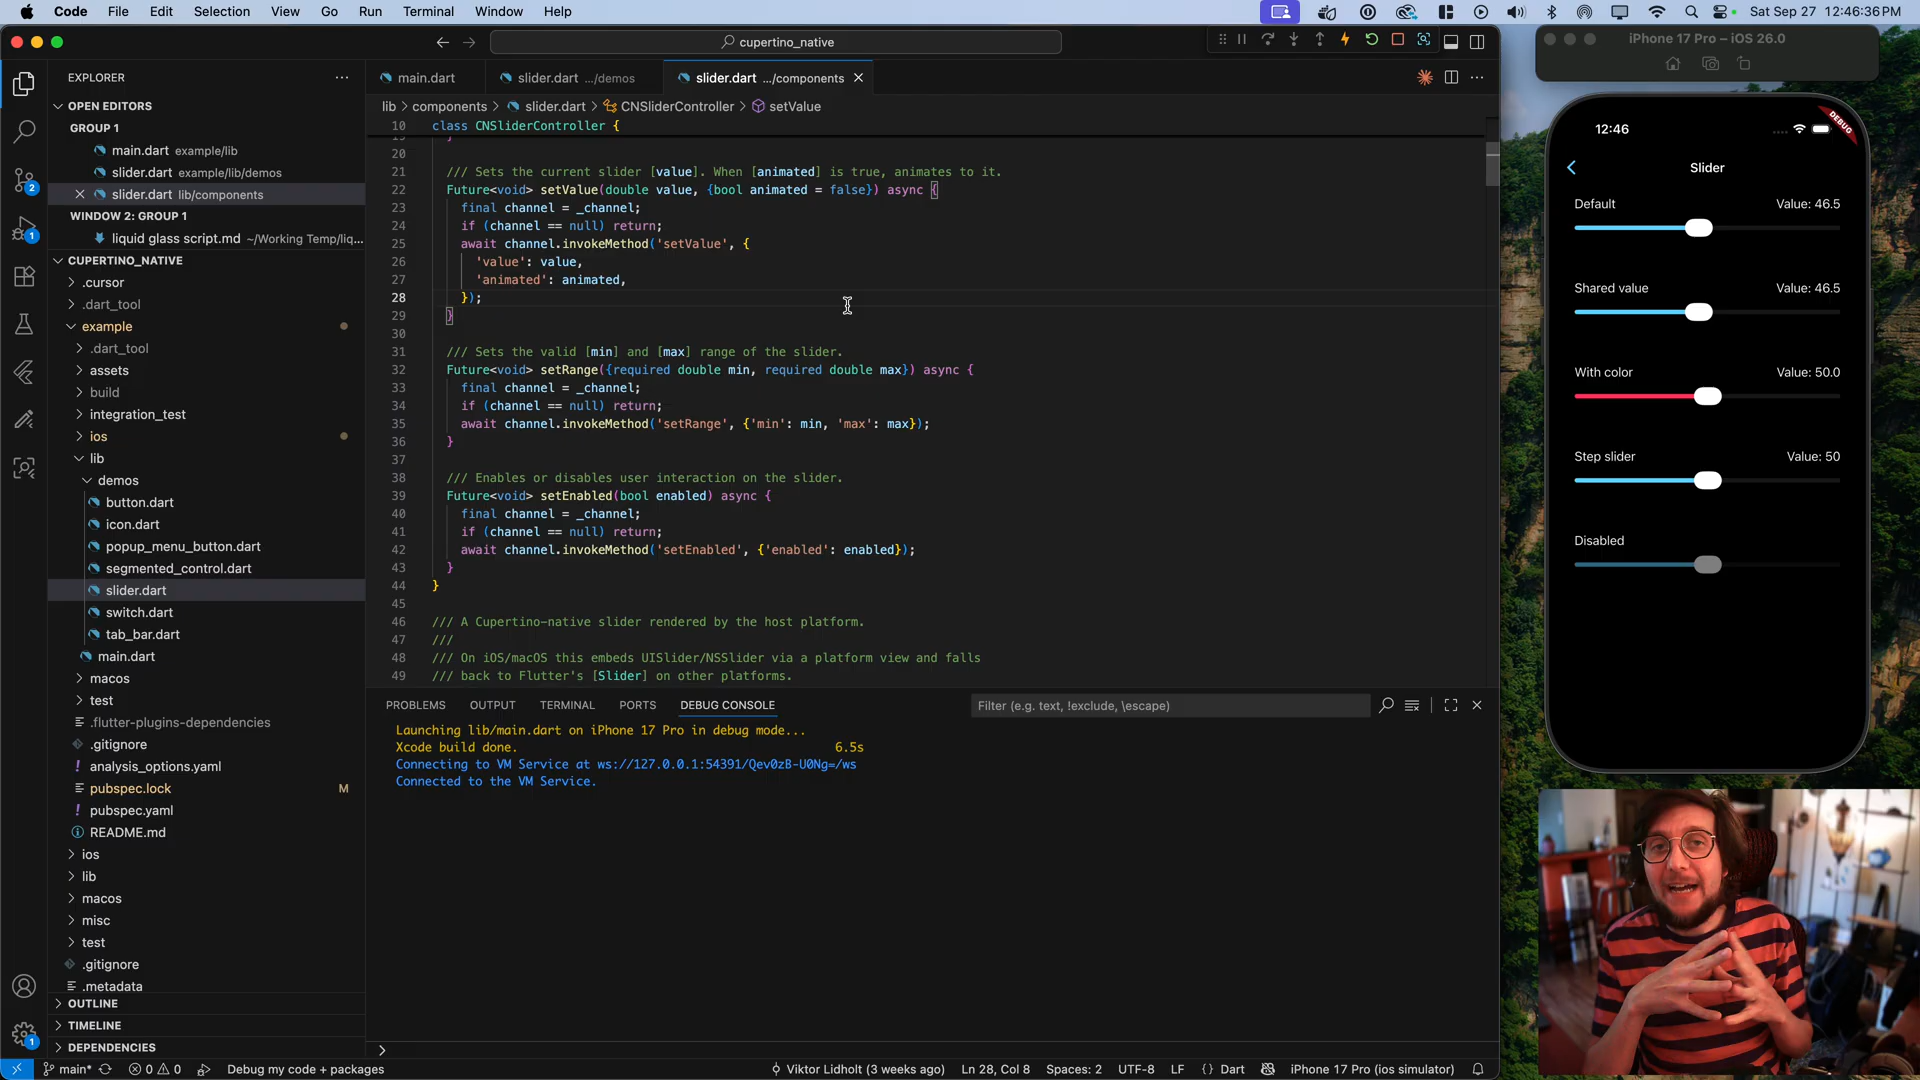 Code File Edit Selection View Go Run Terminal Window Help
Sat Sep 27 12:46:36 PM
cupertino_native
EXPLORER
OPEN EDITORS
GROUP 1
main.dart example/lib
slider.dart example/lib/demos
slider.dart lib/components
WINDOW 2: GROUP 1
liquid glass script.md ~/Working Temp/liq...
CUPERTINO_NATIVE
.cursor
.dart_tool
example
.dart_tool
assets
build
integration_test
ios
lib
demos
button.dart
icon.dart
popup_menu_button.dart
segmented_control.dart
slider.dart
switch.dart
tab_bar.dart
main.dart
macos
test
.flutter-plugins-dependencies
.gitignore
analysis_options.yaml
pubspec.lock M
pubspec.yaml
README.md
ios
lib
macos
misc
test
.gitignore
.metadata
OUTLINE
TIMELINE
DEPENDENCIES
2
1
1
main.dart
slider.dart .../demos
slider.dart .../components
lib > components > slider.dart > CNSliderController > setValue
10 class CNSliderController {
20
21 /// Sets the current slider [value]. When [animated] is true, animates to it.
22 Future<void> setValue(double value, {bool animated = false}) async {
23 final channel = _channel;
24 if (channel == null) return;
25 await channel.invokeMethod('setValue', {
26 'value': value,
27 'animated': animated,
28 });
29 }
30
31 /// Sets the valid [min] and [max] range of the slider.
32 Future<void> setRange({required double min, required double max}) async {
33 final channel = _channel;
34 if (channel == null) return;
35 await channel.invokeMethod('setRange', {'min': min, 'max': max});
36 }
37
38 /// Enables or disables user interaction on the slider.
39 Future<void> setEnabled(bool enabled) async {
40 final channel = _channel;
41 if (channel == null) return;
42 await channel.invokeMethod('setEnabled', {'enabled': enabled});
43 }
44 }
45
46 /// A Cupertino-native slider rendered by the host platform.
47 ///
48 /// On iOS/macOS this embeds UISlider/NSSlider via a platform view and falls
49 /// back to Flutter's [Slider] on other platforms.
PROBLEMS OUTPUT TERMINAL PORTS DEBUG CONSOLE
Filter (e.g. text, !exclude, \escape)
Launching lib/main.dart on iPhone 17 Pro in debug mode...
Xcode build done. 6.5s
Connecting to VM Service at ws://127.0.0.1:54391/Qev0zB-U0Ng=/ws
Connected to the VM Service.
main* 0 0 Debug my code + packages
Viktor Lidholt (3 weeks ago) Ln 28, Col 8 Spaces: 2 UTF-8 LF {} Dart iPhone 17 Pro (ios simulator)
iPhone 17 Pro – iOS 26.0
12:46
DEBUG
Slider
Default Value: 46.5
Shared value Value: 46.5
With color Value: 50.0
Step slider Value: 50
Disabled